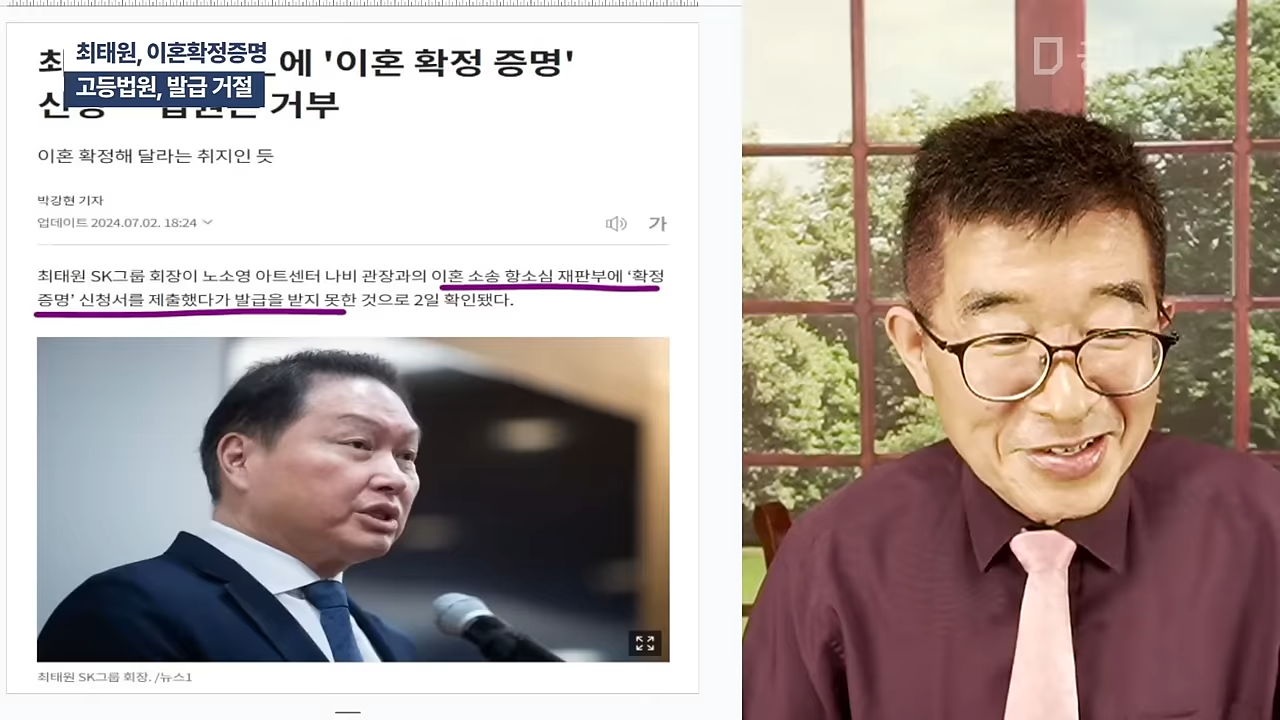 최태원, 이혼확정증명
고등법원, 발급 거절
에 '이혼 확정 증명'
거부
이혼 확정해 달라는 취지인 듯
박강현 기자
업데이트 2024.07.02. 18:24
가
최태원 SK그룹 회장이 노소영 아트센터 나비 관장과의 이혼 소송 항소심 재판부에 ‘확정
증명’ 신청서를 제출했다가 발급을 받지 못한 것으로 2일 확인됐다.
최태원 SK그룹 회장. /뉴스1